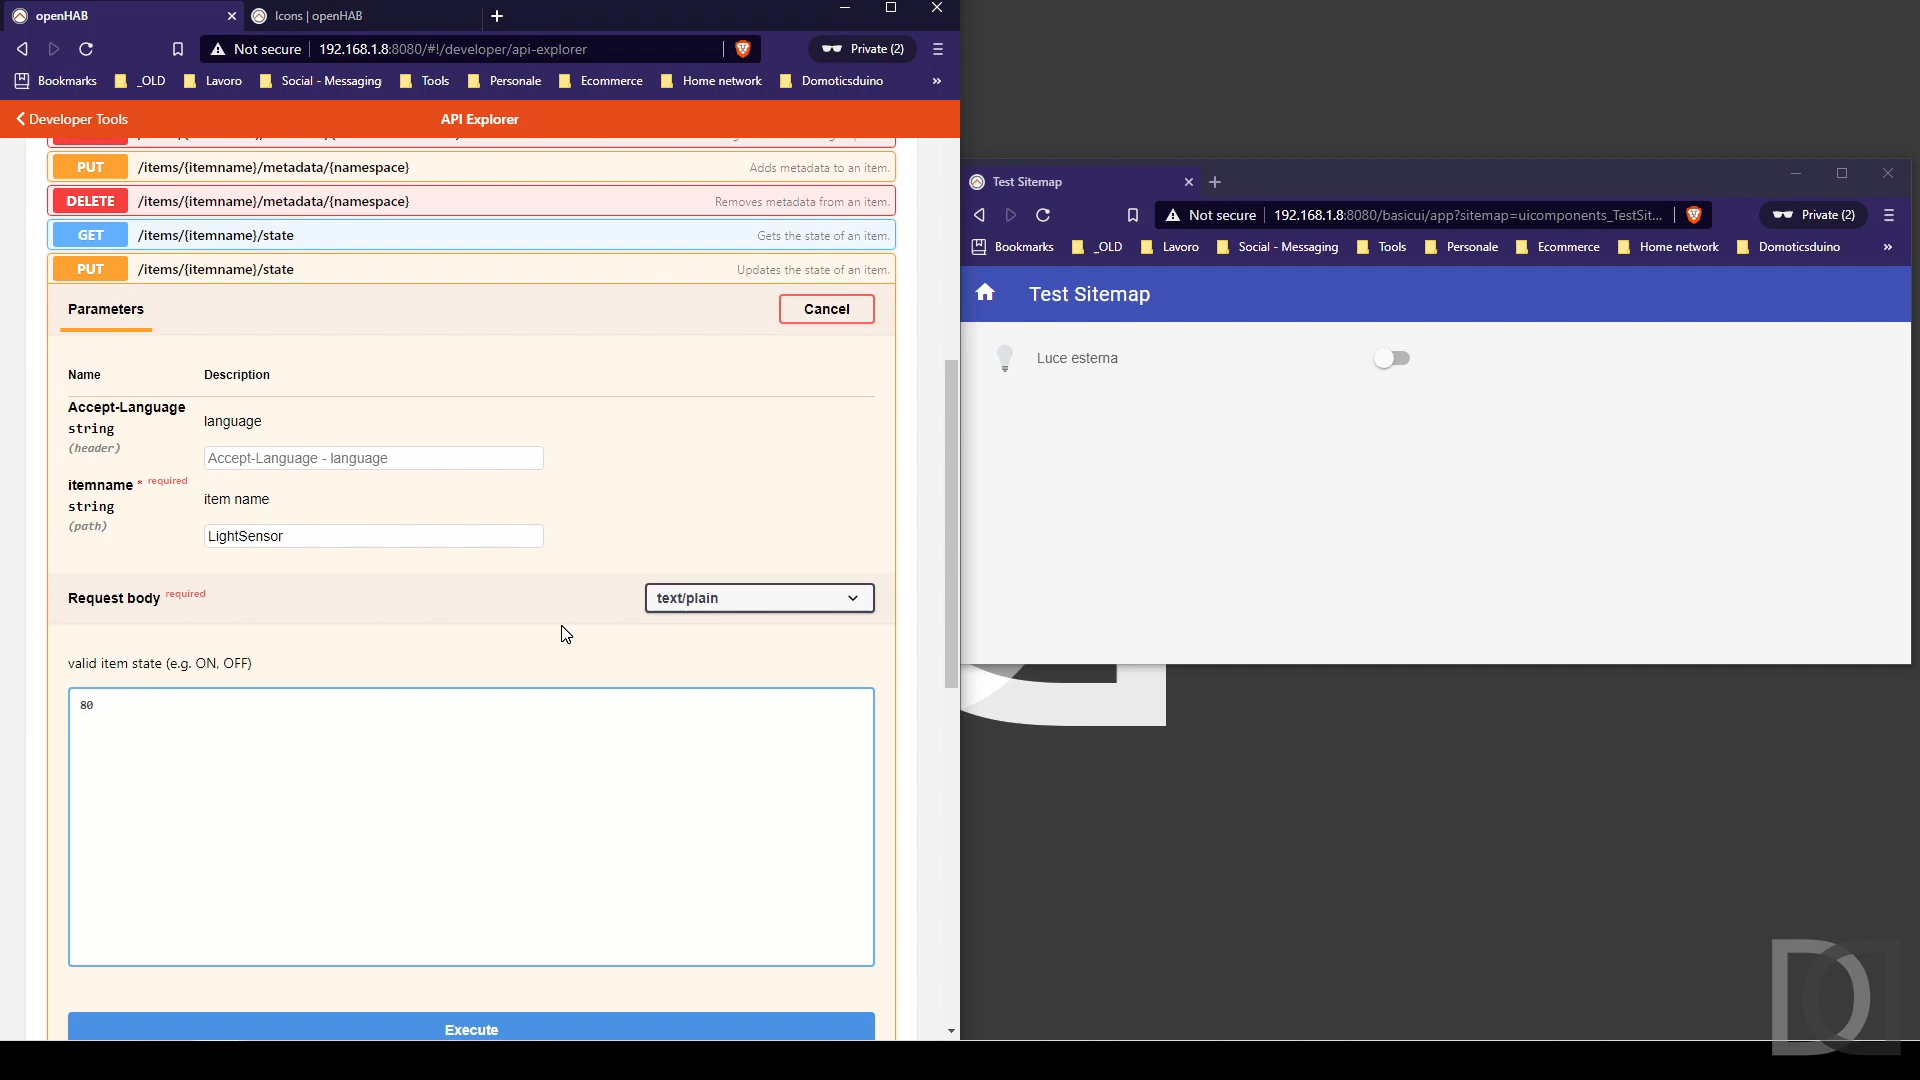 openHAB
Icons | openHAB
Not secure
192.168.1.8:8080/#!/developer/api-explorer
Private (2)
Bookmarks
_OLD
Lavoro
Social - Messaging
Tools
Personale
Ecommerce
Home network
Domoticsduino
»
Developer Tools
API Explorer
PUT /items/{itemname}/metadata/{namespace} Adds metadata to an item.
DELETE /items/{itemname}/metadata/{namespace} Removes metadata from an item.
GET /items/{itemname}/state Gets the state of an item.
PUT /items/{itemname}/state Updates the state of an item.
Parameters
Cancel
Name Description
Accept-Language
string
(header)
language
Accept-Language - language
itemname * required
string
(path)
item name
LightSensor
Request body required
text/plain
valid item state (e.g. ON, OFF)
80
Execute
Test Sitemap
Not secure
192.168.1.8:8080/basicui/app?sitemap=uicomponents_TestSit...
Private (2)
Bookmarks
_OLD
Lavoro
Social - Messaging
Tools
Personale
Ecommerce
Home network
Domoticsduino
»
Test Sitemap
Luce esterna